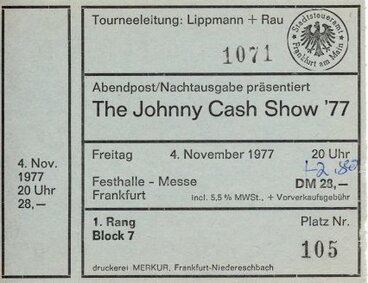 Tourneeleitung: Lippmann + Rau
1071
Stadtsteueramt
Frankfurt am Main
Abendpost/Nachtausgabe präsentiert
The Johnny Cash Show '77
4. Nov.
1977
20 Uhr
28,—
Freitag 4. November 1977 20 Uhr
Festhalle – Messe DM 28,—
Frankfurt incl. 5,5 % MWSt., + Vorverkaufsgebühr
1. Rang Platz Nr.
Block 7
105
druckerei MERKUR, Frankfurt-Niedereschbach